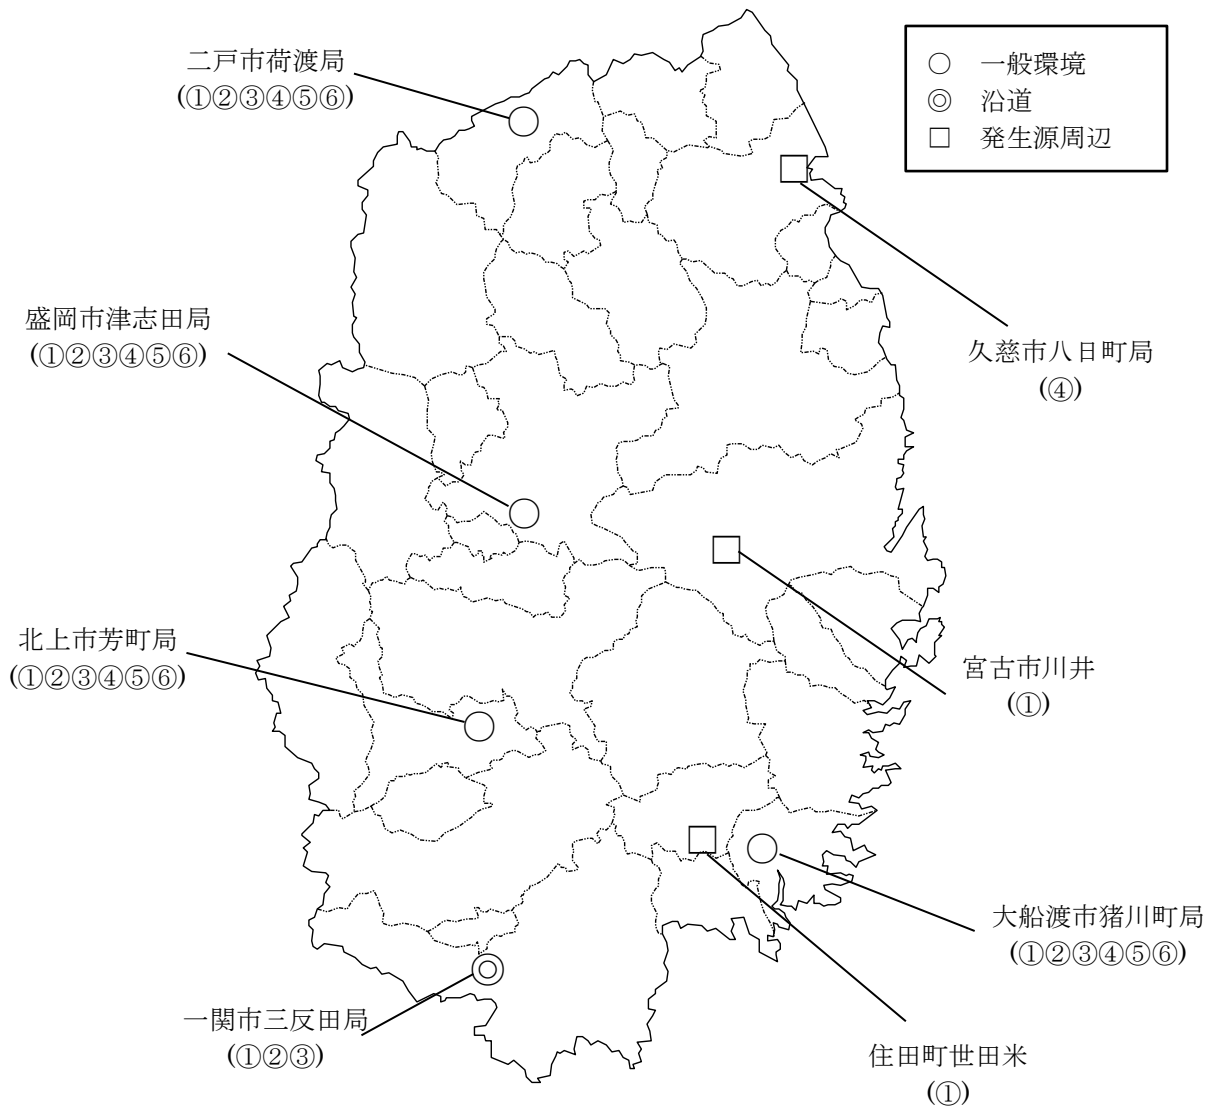 二戸市荷渡局
(①②③④⑤⑥)
○ 一般環境
◎ 沿道
□ 発生源周辺
盛岡市津志田局
(①②③④⑤⑥)
久慈市八日町局
(④)
北上市芳町局
(①②③④⑤⑥)
宮古市川井
(①)
大船渡市猪川町局
(①②③④⑤⑥)
一関市三反田局
(①②③)
住田町世田米
(①)